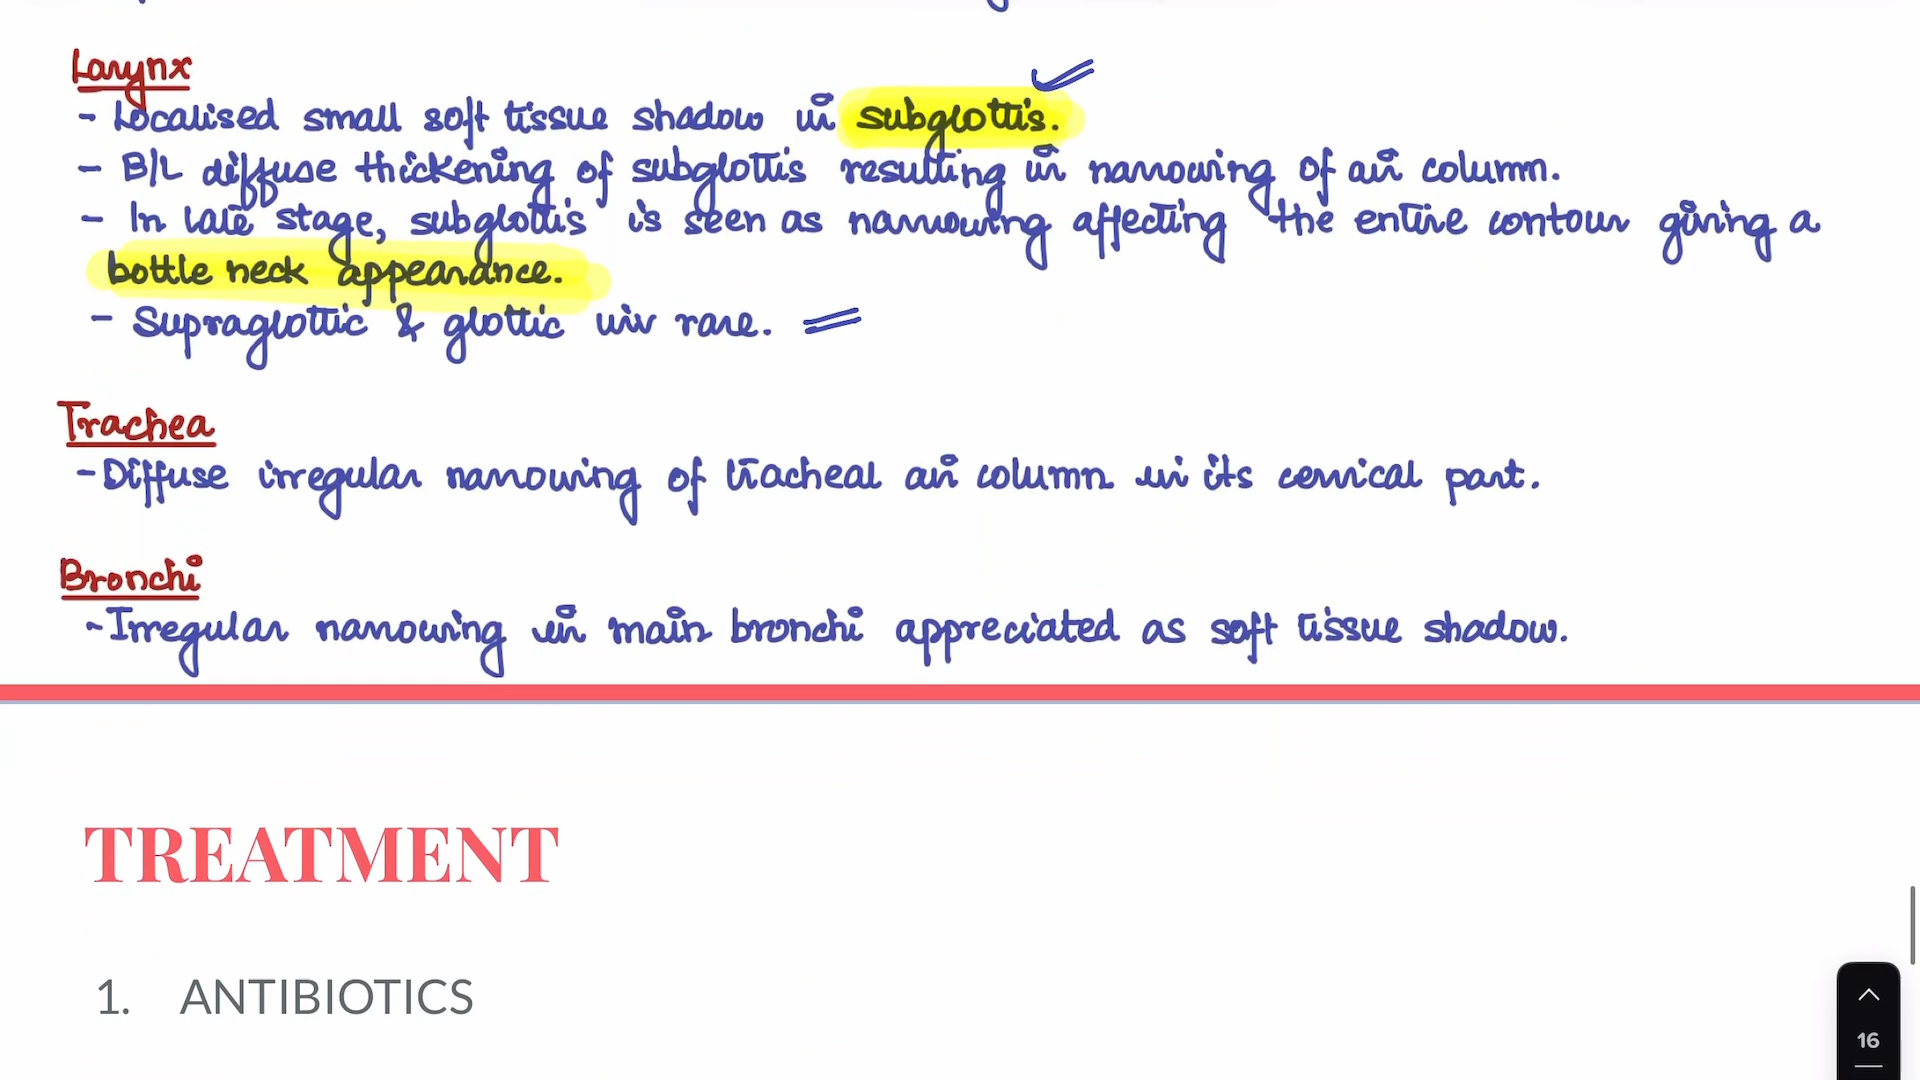 Larynx
- Localised small soft tissue shadow in subglottis.
- B/L diffuse thickening of subglottis resulting in narrowing of air column.
- In late stage, subglottis is seen as narrowing affecting the entire contour giving a
bottle neck appearance.
- Supraglottic & glottic inv rare.
Trachea
- Diffuse irregular narrowing of tracheal air column in its cervical part.
Bronchi
- Irregular narrowing in main bronchi appreciated as soft tissue shadow.
TREATMENT
1. ANTIBIOTICS
16